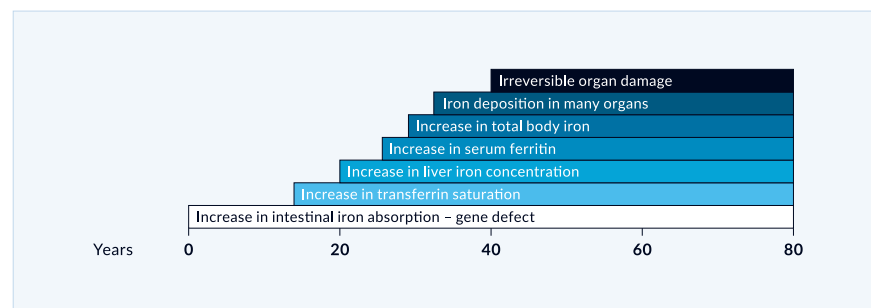 Irreversible organ damage
Iron deposition in many organs
Increase in total body iron
Increase in serum ferritin
Increase in liver iron concentration
Increase in transferrin saturation
Increase in intestinal iron absorption – gene defect
Years 0 20 40 60 80